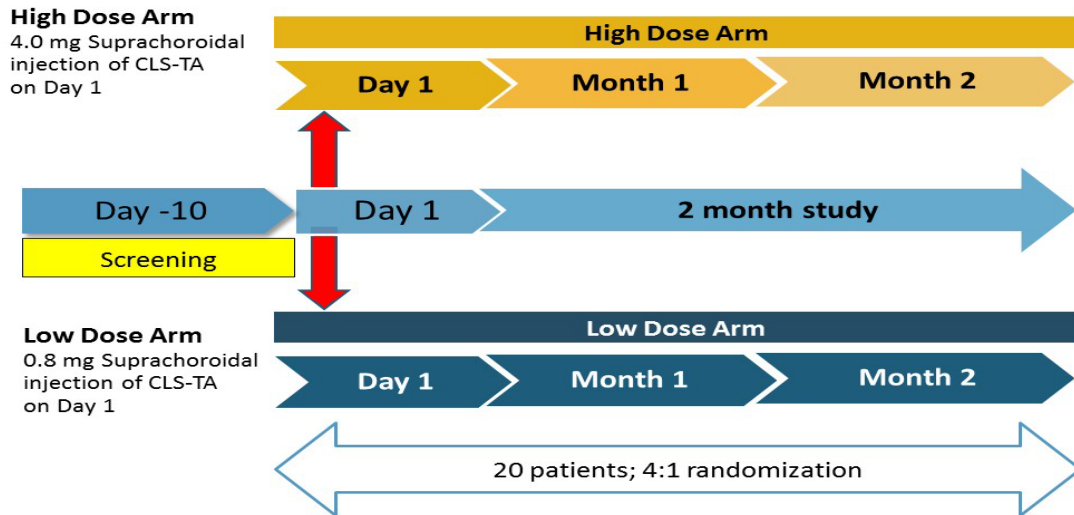 High Dose Arm
4.0 mg Suprachoroidal
injection of CLS-TA
on Day 1
High Dose Arm
Day 1
Month 1
Month 2
Day -10
Day 1
2 month study
Screening
Low Dose Arm
0.8 mg Suprachoroidal
injection of CLS-TA
on Day 1
Low Dose Arm
Day 1
Month 1
Month 2
20 patients; 4:1 randomization